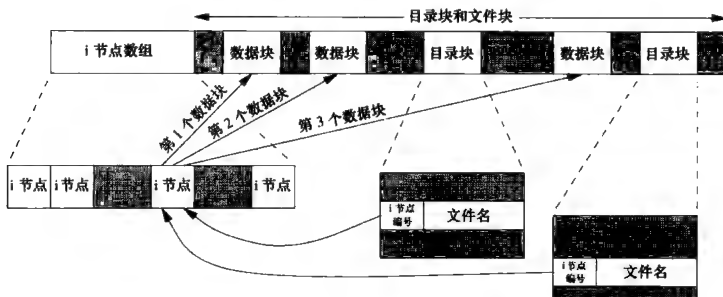 目录块和文件块
i 节点数组
数据块
数据块
目录块
数据块
目录块
第 1 个数据块
第 2 个数据块
第 3 个数据块
i 节点
i 节点
i 节点
i 节点
i 节点
编号
文件名
i 节点
编号
文件名